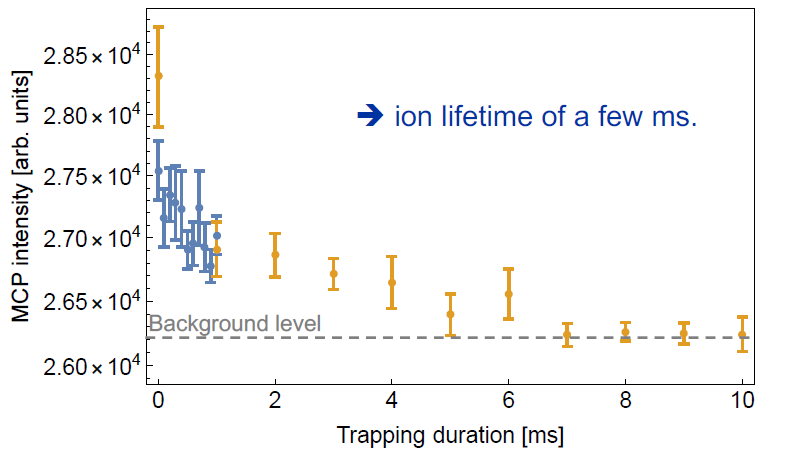 MCP intensity [arb. units]
2.85×10⁴
2.80×10⁴
2.75×10⁴
2.70×10⁴
2.65×10⁴
2.60×10⁴
➔ ion lifetime of a few ms.
Background level
0 2 4 6 8 10
Trapping duration [ms]